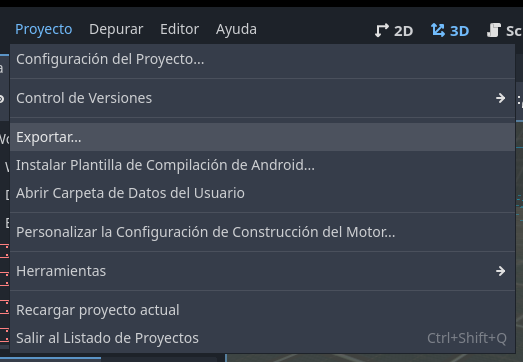 Proyecto Depurar Editor Ayuda 2D 3D Sc
Configuración del Proyecto...
Control de Versiones
Exportar...
Instalar Plantilla de Compilación de Android...
Abrir Carpeta de Datos del Usuario
Personalizar la Configuración de Construcción del Motor...
Herramientas
Recargar proyecto actual
Salir al Listado de Proyectos Ctrl+Shift+Q